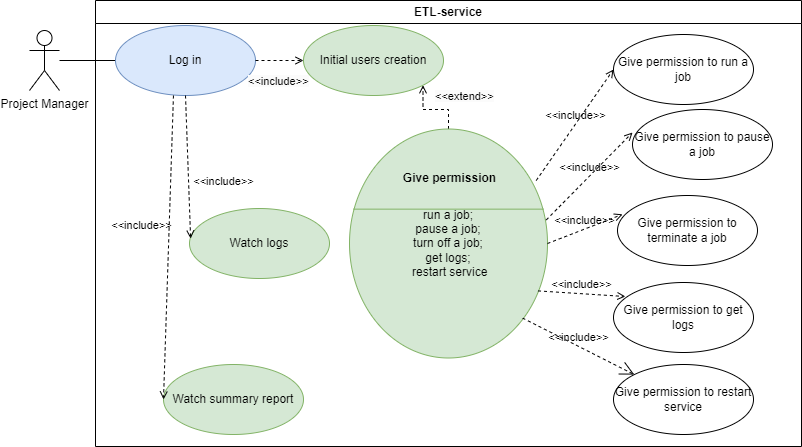 ETL-service
Project Manager
Log in
<<include>>
Initial users creation
<<extend>>
<<include>>
Watch logs
<<include>>
Watch summary report
Give permission
run a job;
pause a job;
turn off a job;
get logs;
restart service
<<include>>
Give permission to run a
job
<<include>>
Give permission to pause
a job
<<include>>
Give permission to
terminate a job
<<include>>
Give permission to get
logs
<<include>>
Give permission to restart
service